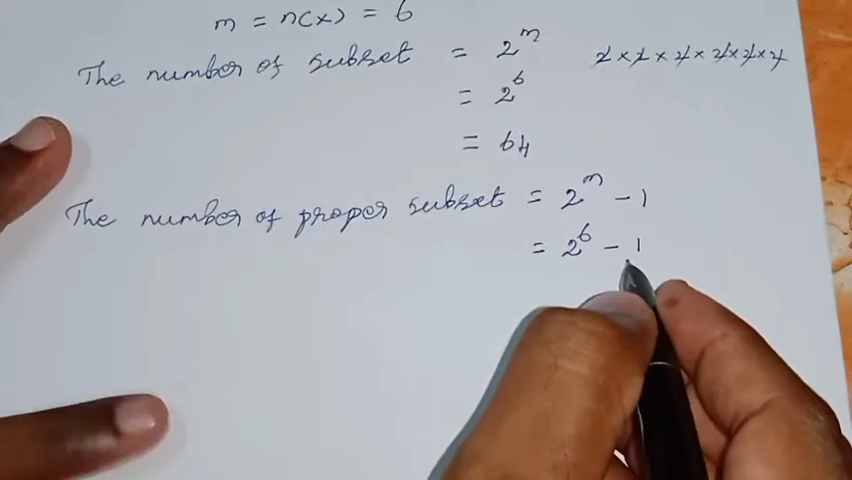 m = n(x) = 6
The number of subset = 2^m 2×2×2×2×2×2
= 2^6
= 64
The number of proper subset = 2^m - 1
= 2^6 - 1